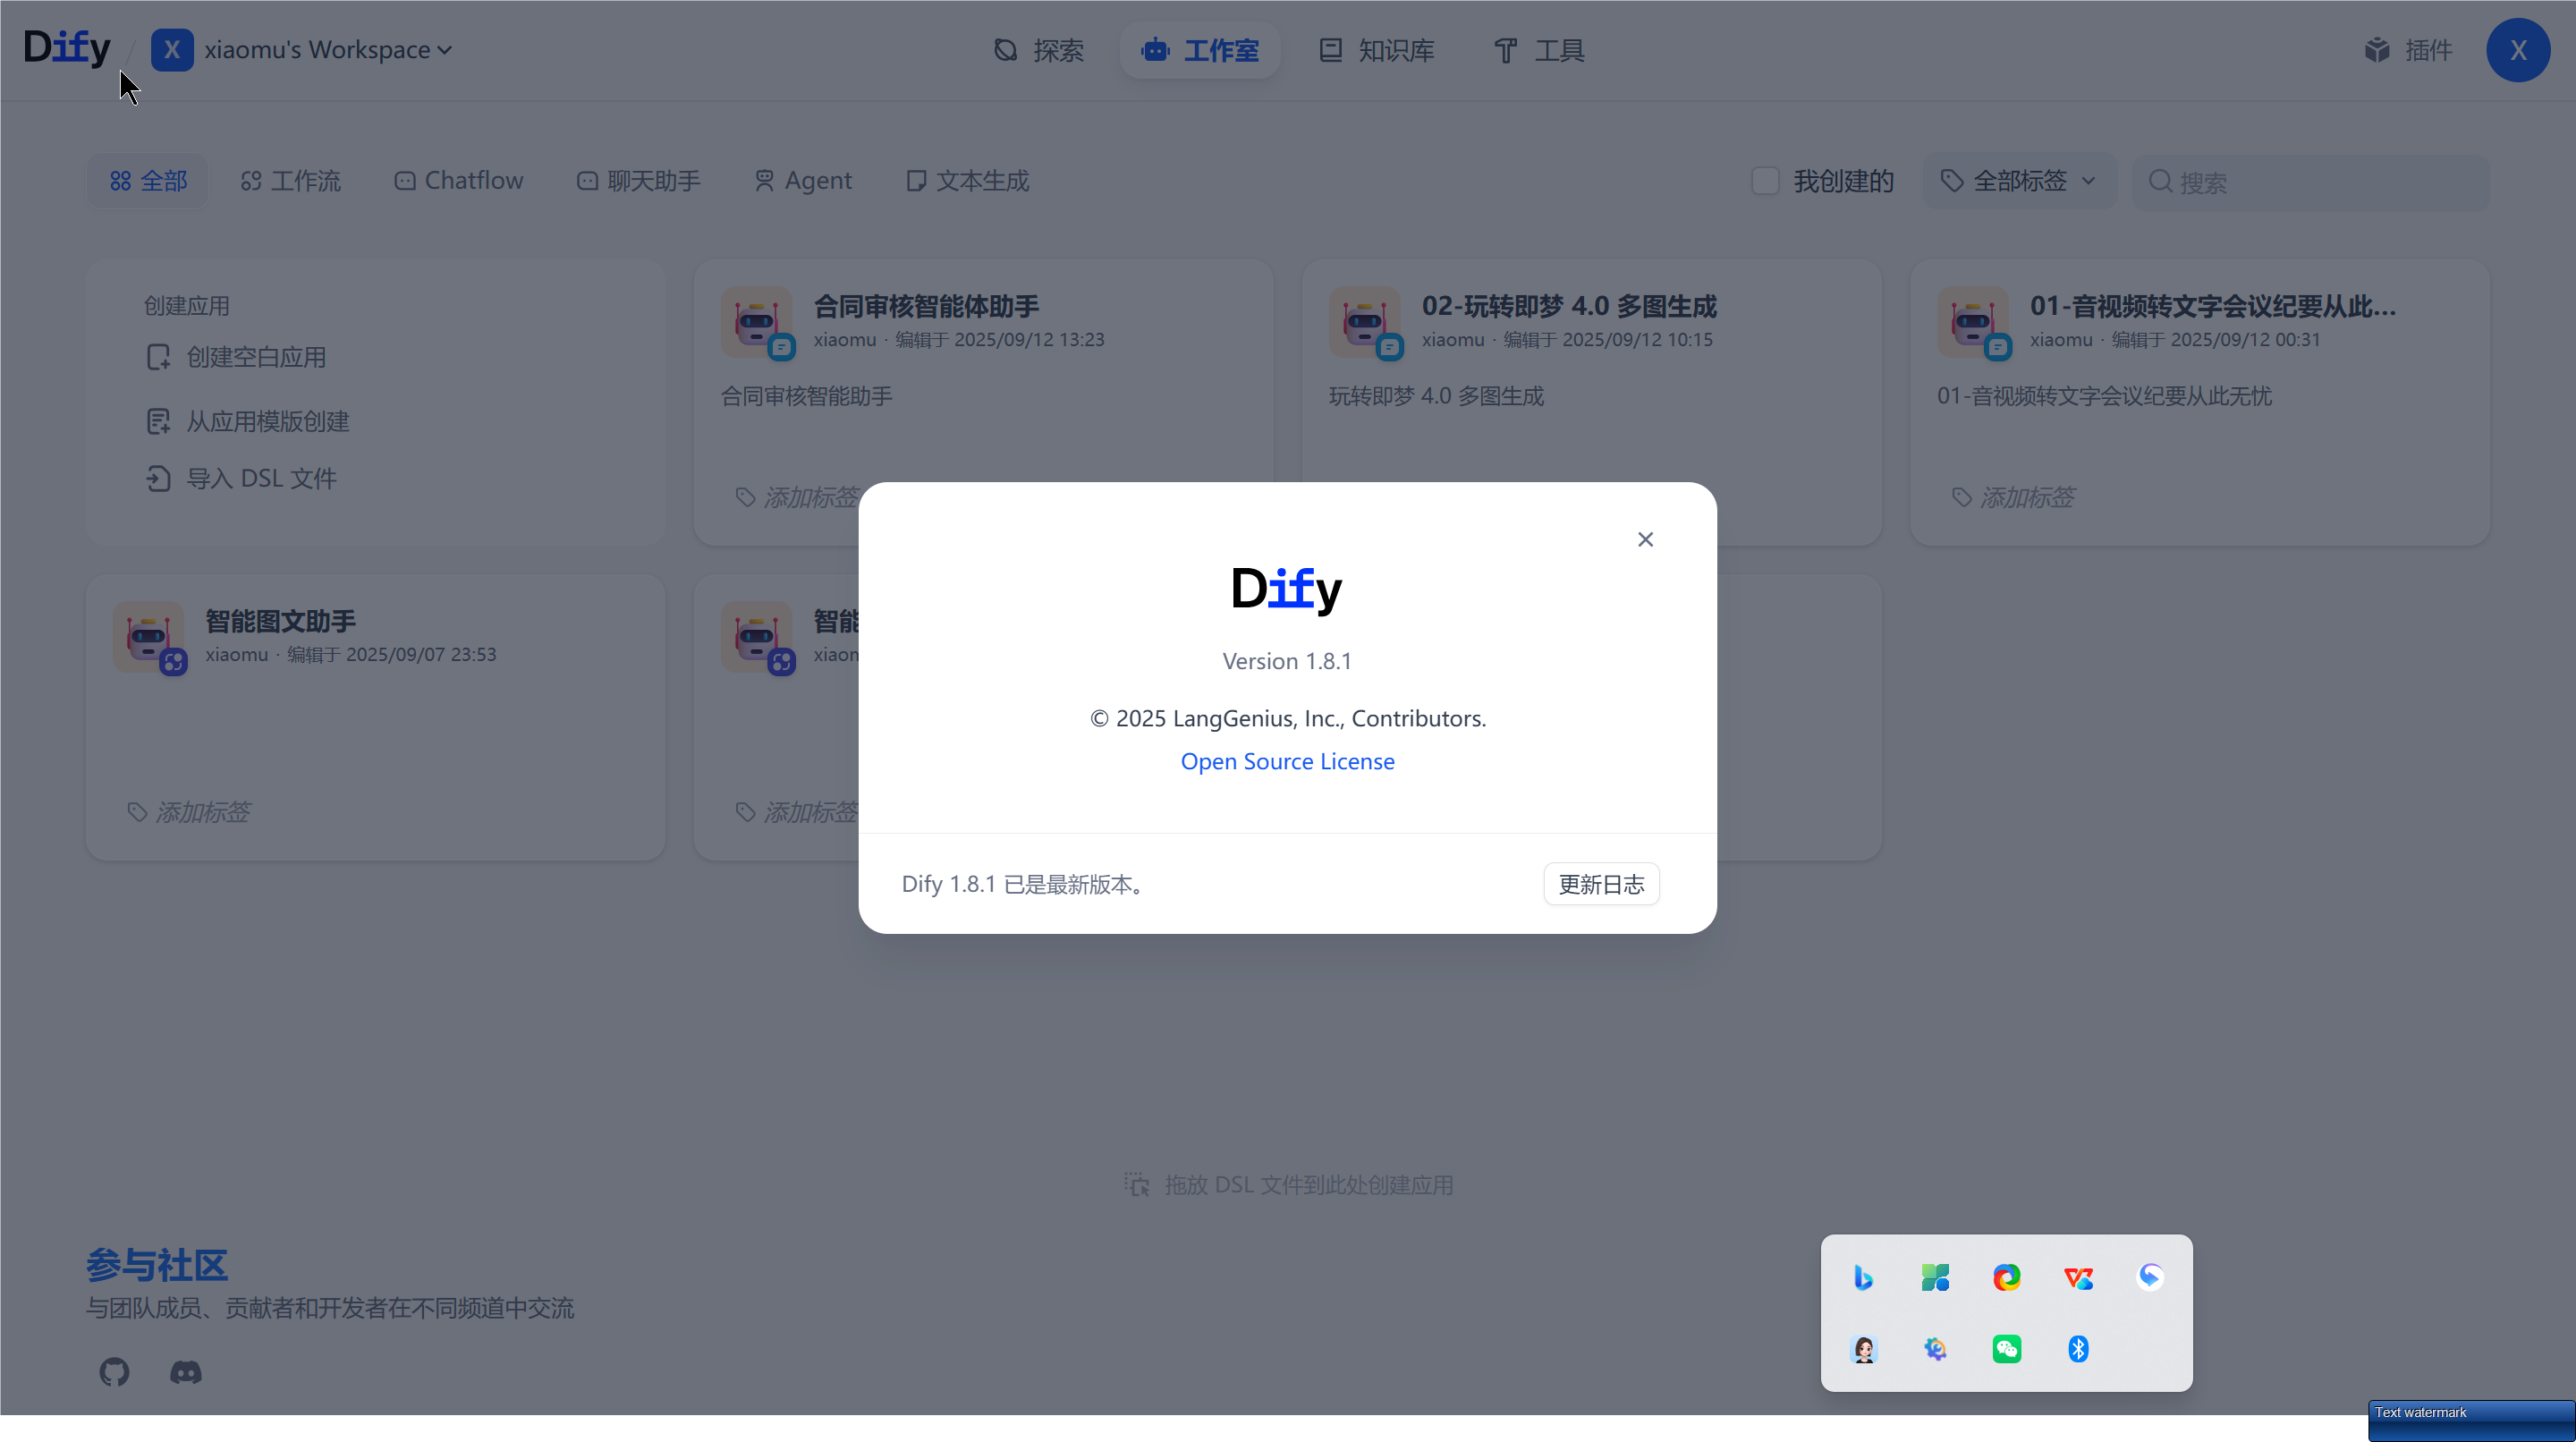 Dify
X xiaomu's Workspace
探索
工作室
知识库
工具
插件
X
全部
工作流
Chatflow
聊天助手
Agent
文本生成
我创建的
全部标签
搜索
创建应用
创建空白应用
从应用模版创建
导入 DSL 文件
合同审核智能体助手
xiaomu · 编辑于 2025/09/12 13:23
合同审核智能助手
添加标签
02-玩转即梦 4.0 多图生成
xiaomu · 编辑于 2025/09/12 10:15
玩转即梦 4.0 多图生成
01-音视频转文字会议纪要从此...
xiaomu · 编辑于 2025/09/12 00:31
01-音视频转文字会议纪要从此无忧
添加标签
智能图文助手
xiaomu · 编辑于 2025/09/07 23:53
添加标签
智能
添加标签
Dify
Version 1.8.1
© 2025 LangGenius, Inc., Contributors.
Open Source License
Dify 1.8.1 已是最新版本。
更新日志
拖放 DSL 文件到此处创建应用
参与社区
与团队成员、贡献者和开发者在不同频道中交流
Text watermark